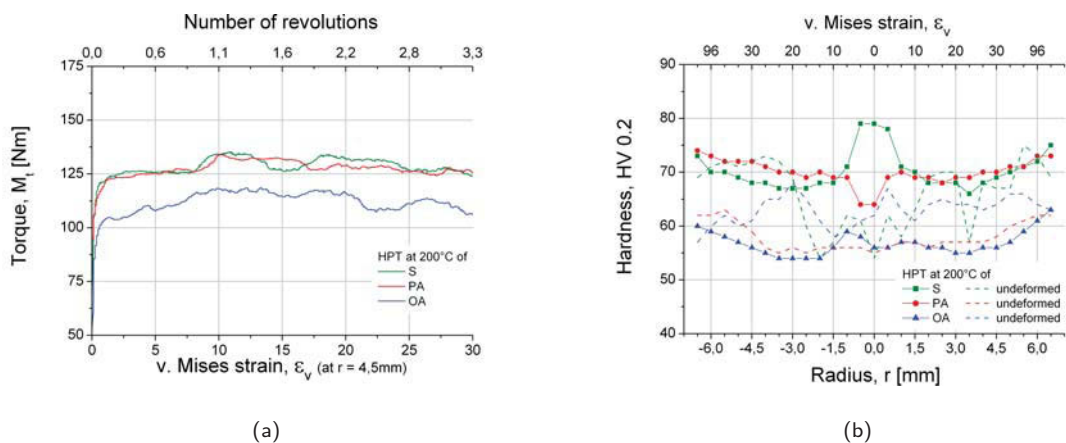 Number of revolutions
0,0 0,6 1,1 1,6 2,2 2,8 3,3
175
150
125
100
75
50
Torque, Mt [Nm]
HPT at 200°C of
S
PA
OA
0 5 10 15 20 25 30
v. Mises strain, εv (at r = 4,5mm)
(a)
v. Mises strain, εv
96 30 20 10 0 10 20 30 96
90
80
70
60
50
40
Hardness, HV 0.2
HPT at 200°C of
S undeformed
PA undeformed
OA undeformed
-6,0 -4,5 -3,0 -1,5 0,0 1,5 3,0 4,5 6,0
Radius, r [mm]
(b)